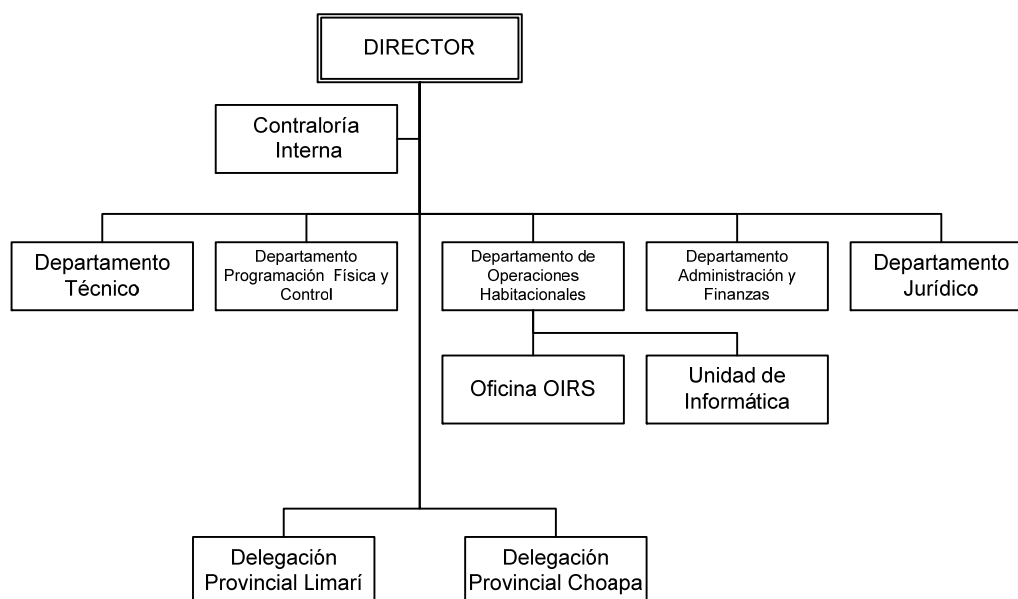 DIRECTOR
Contraloría
Interna
Departamento
Técnico
Departamento
Programación Física y
Control
Departamento de
Operaciones
Habitacionales
Departamento
Administración y
Finanzas
Departamento
Jurídico
Oficina OIRS
Unidad de
Informática
Delegación
Provincial Limarí
Delegación
Provincial Choapa